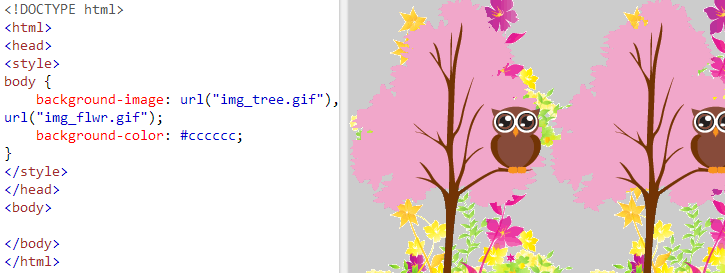 <!DOCTYPE html>
<html>
<head>
<style>
body {
    background-image: url("img_tree.gif"),
url("img_flwr.gif");
    background-color: #cccccc;
}
</style>
</head>
<body>

</body>
</html>